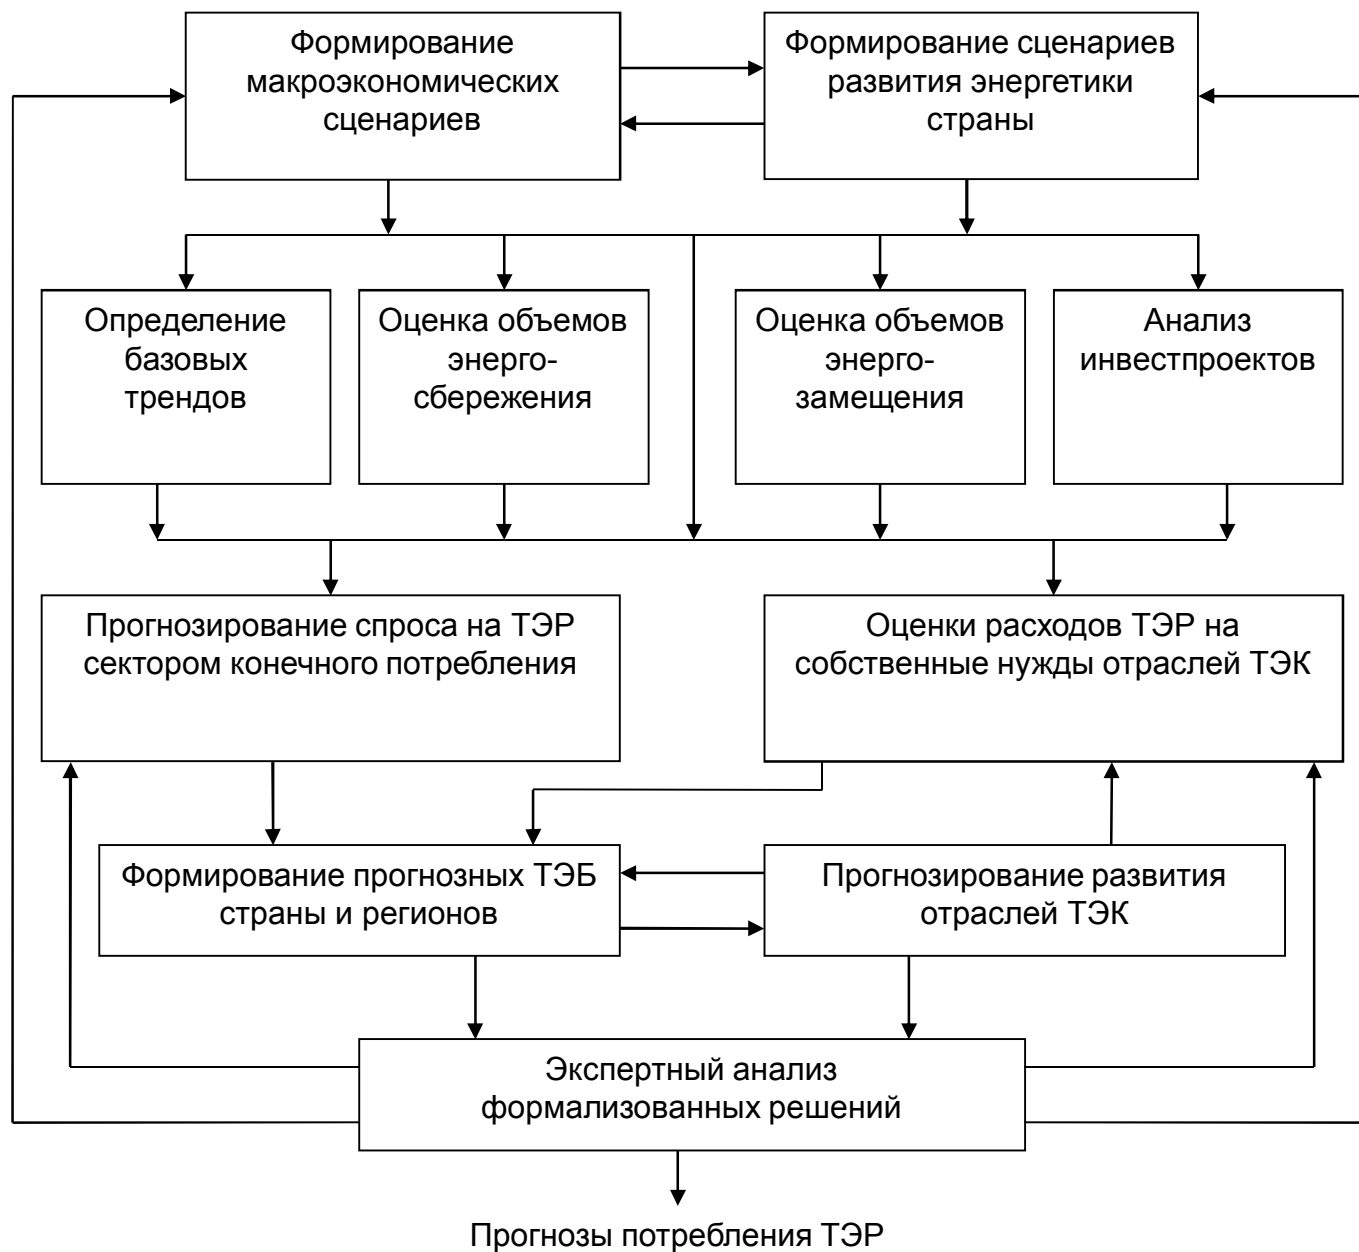 Формирование
макроэкономических
сценариев
Формирование сценариев
развития энергетики
страны
Определение
базовых
трендов
Оценка объемов
энерго-
сбережения
Оценка объемов
энерго-
замещения
Анализ
инвестпроектов
Прогнозирование спроса на ТЭР
сектором конечного потребления
Оценки расходов ТЭР на
собственные нужды отраслей ТЭК
Формирование прогнозных ТЭБ
страны и регионов
Прогнозирование развития
отраслей ТЭК
Экспертный анализ
формализованных решений
Прогнозы потребления ТЭР